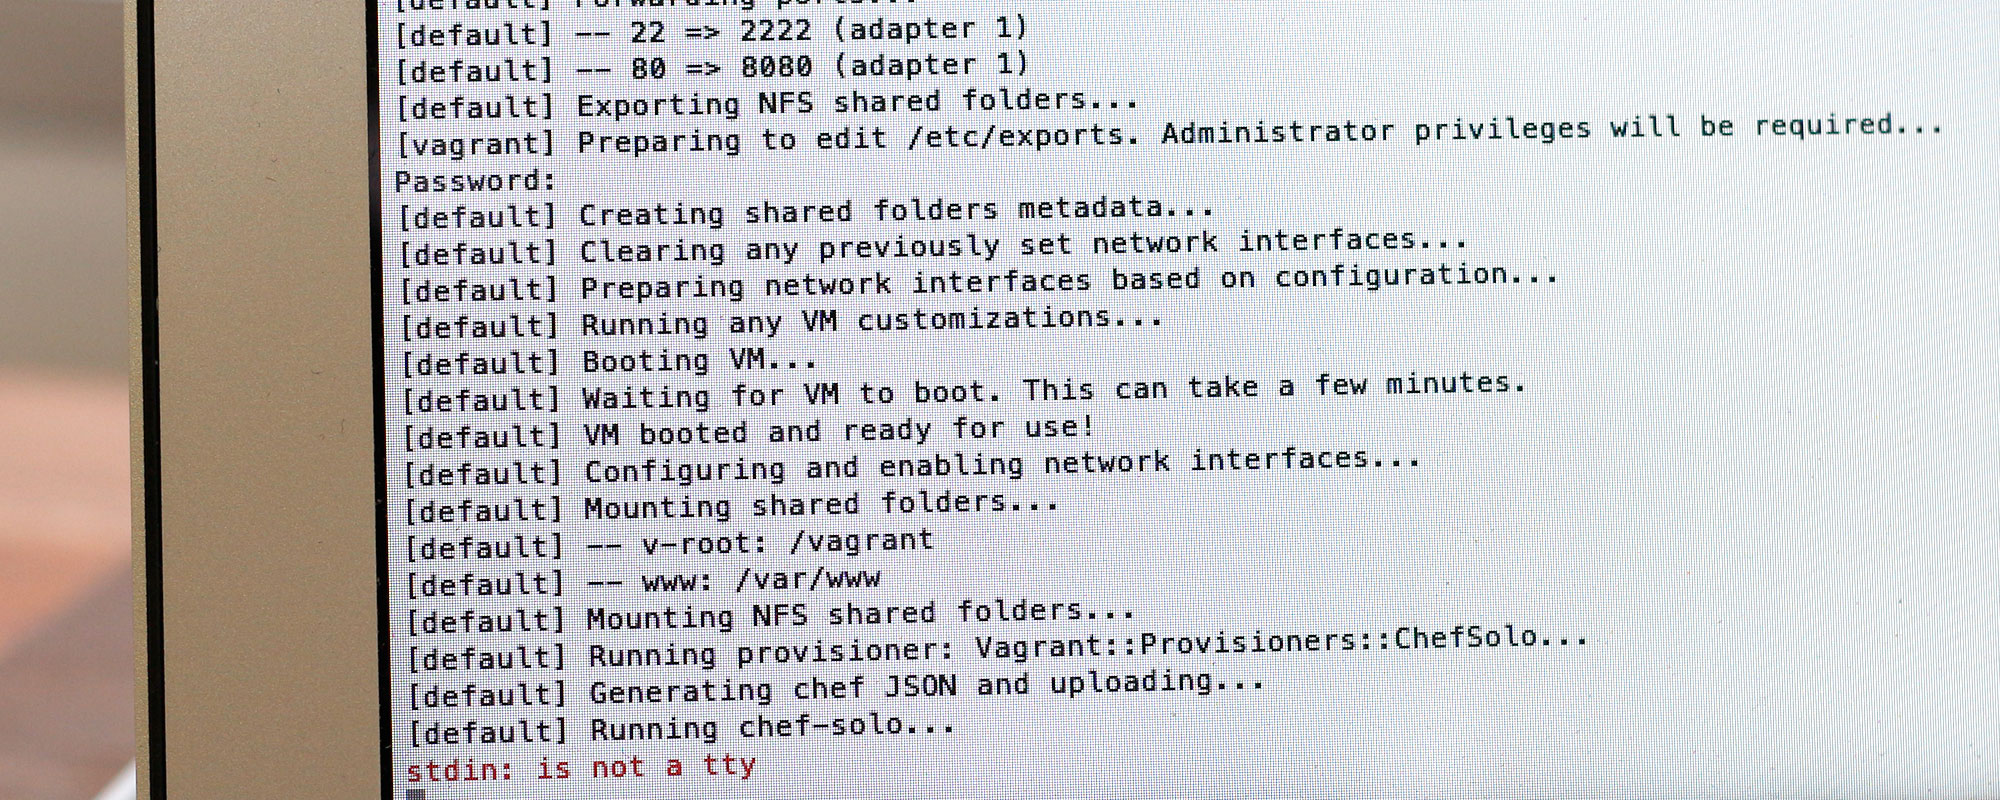 [default] Forwarding ports...
[default] -- 22 => 2222 (adapter 1)
[default] -- 80 => 8080 (adapter 1)
[default] Exporting NFS shared folders...
[vagrant] Preparing to edit /etc/exports. Administrator privileges will be required...
Password:
[default] Creating shared folders metadata...
[default] Clearing any previously set network interfaces...
[default] Preparing network interfaces based on configuration...
[default] Running any VM customizations...
[default] Booting VM...
[default] Waiting for VM to boot. This can take a few minutes.
[default] VM booted and ready for use!
[default] Configuring and enabling network interfaces...
[default] Mounting shared folders...
[default] -- v-root: /vagrant
[default] -- www: /var/www
[default] Mounting NFS shared folders...
[default] Running provisioner: Vagrant::Provisioners::ChefSolo...
[default] Generating chef JSON and uploading...
[default] Running chef-solo...
stdin: is not a tty